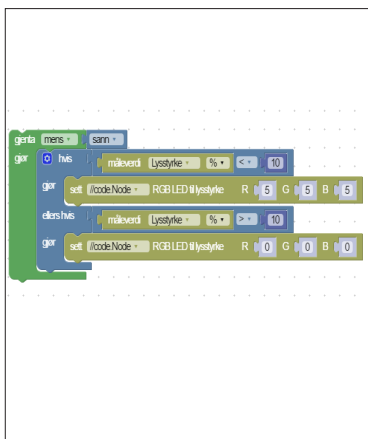 gjenta mens sann
gjør hvis måleverdi Lysstyrke % < 10
gjør sett //code.Node RGB LED til lysstyrke R 5 G 5 B 5
ellers hvis måleverdi Lysstyrke % > 10
gjør sett //code.Node RGB LED til lysstyrke R 0 G 0 B 0